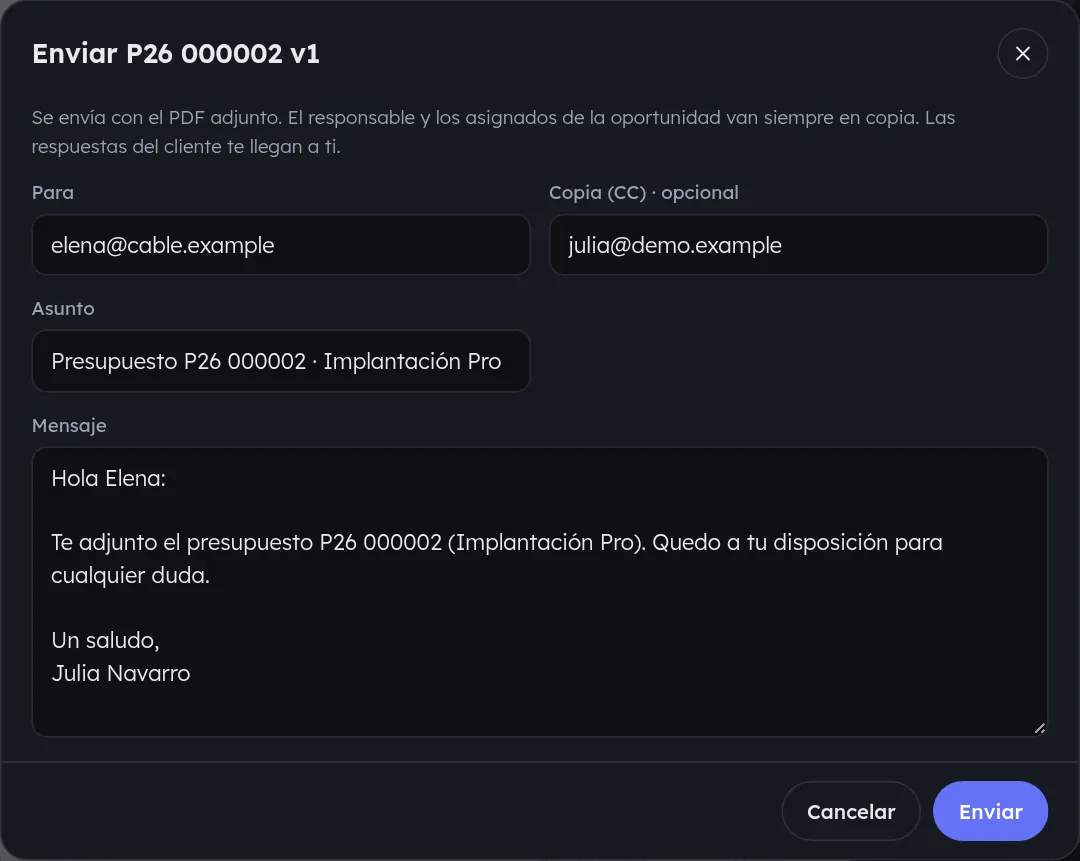 Enviar P26 000002 v1
Se envía con el PDF adjunto. El responsable y los asignados de la oportunidad van siempre en copia. Las
respuestas del cliente te llegan a ti.
Para
Copia (CC) · opcional
elena@cable.example
julia@demo.example
Asunto
Presupuesto P26 000002 · Implantación Pro
Mensaje
Hola Elena:
Te adjunto el presupuesto P26 000002 (Implantación Pro). Quedo a tu disposición para
cualquier duda.
Un saludo,
Julia Navarro
Cancelar
Enviar